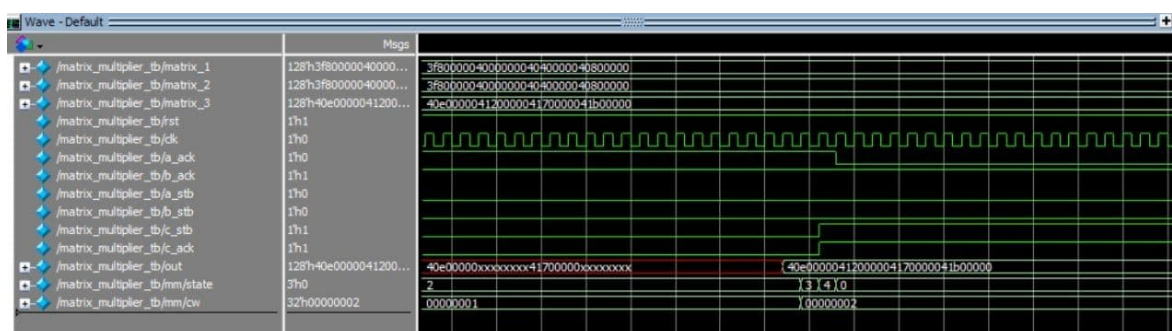 Wave - Default
Msgs
/matrix_multiplier_tb/matrix_1 128'h3f80000040000... 3f800000400000004040000040800000
/matrix_multiplier_tb/matrix_2 128'h3f80000040000... 3f800000400000004040000040800000
/matrix_multiplier_tb/matrix_3 128'h40e0000041200... 40e00000412000004170000041b00000
/matrix_multiplier_tb/rst 1'h1
/matrix_multiplier_tb/clk 1'h0
/matrix_multiplier_tb/a_ack 1'h0
/matrix_multiplier_tb/b_ack 1'h1
/matrix_multiplier_tb/a_stb 1'h0
/matrix_multiplier_tb/b_stb 1'h0
/matrix_multiplier_tb/c_stb 1'h1
/matrix_multiplier_tb/c_ack 1'h1
/matrix_multiplier_tb/out 128'h40e0000041200... 40e00000xxxxxxxx41700000xxxxxxxx 40e00000412000004170000041b00000
/matrix_multiplier_tb/mm/state 3'h0 2 3 4 0
/matrix_multiplier_tb/mm/cw 32'h00000002 00000001 00000002